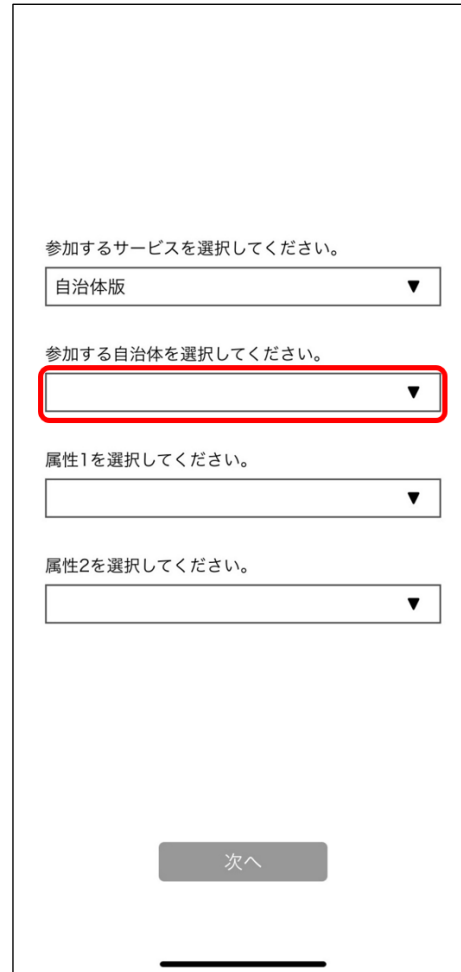 参加するサービスを選択してください。
自治体版 ▼
参加する自治体を選択してください。
▼
属性1を選択してください。
▼
属性2を選択してください。
▼
次へ